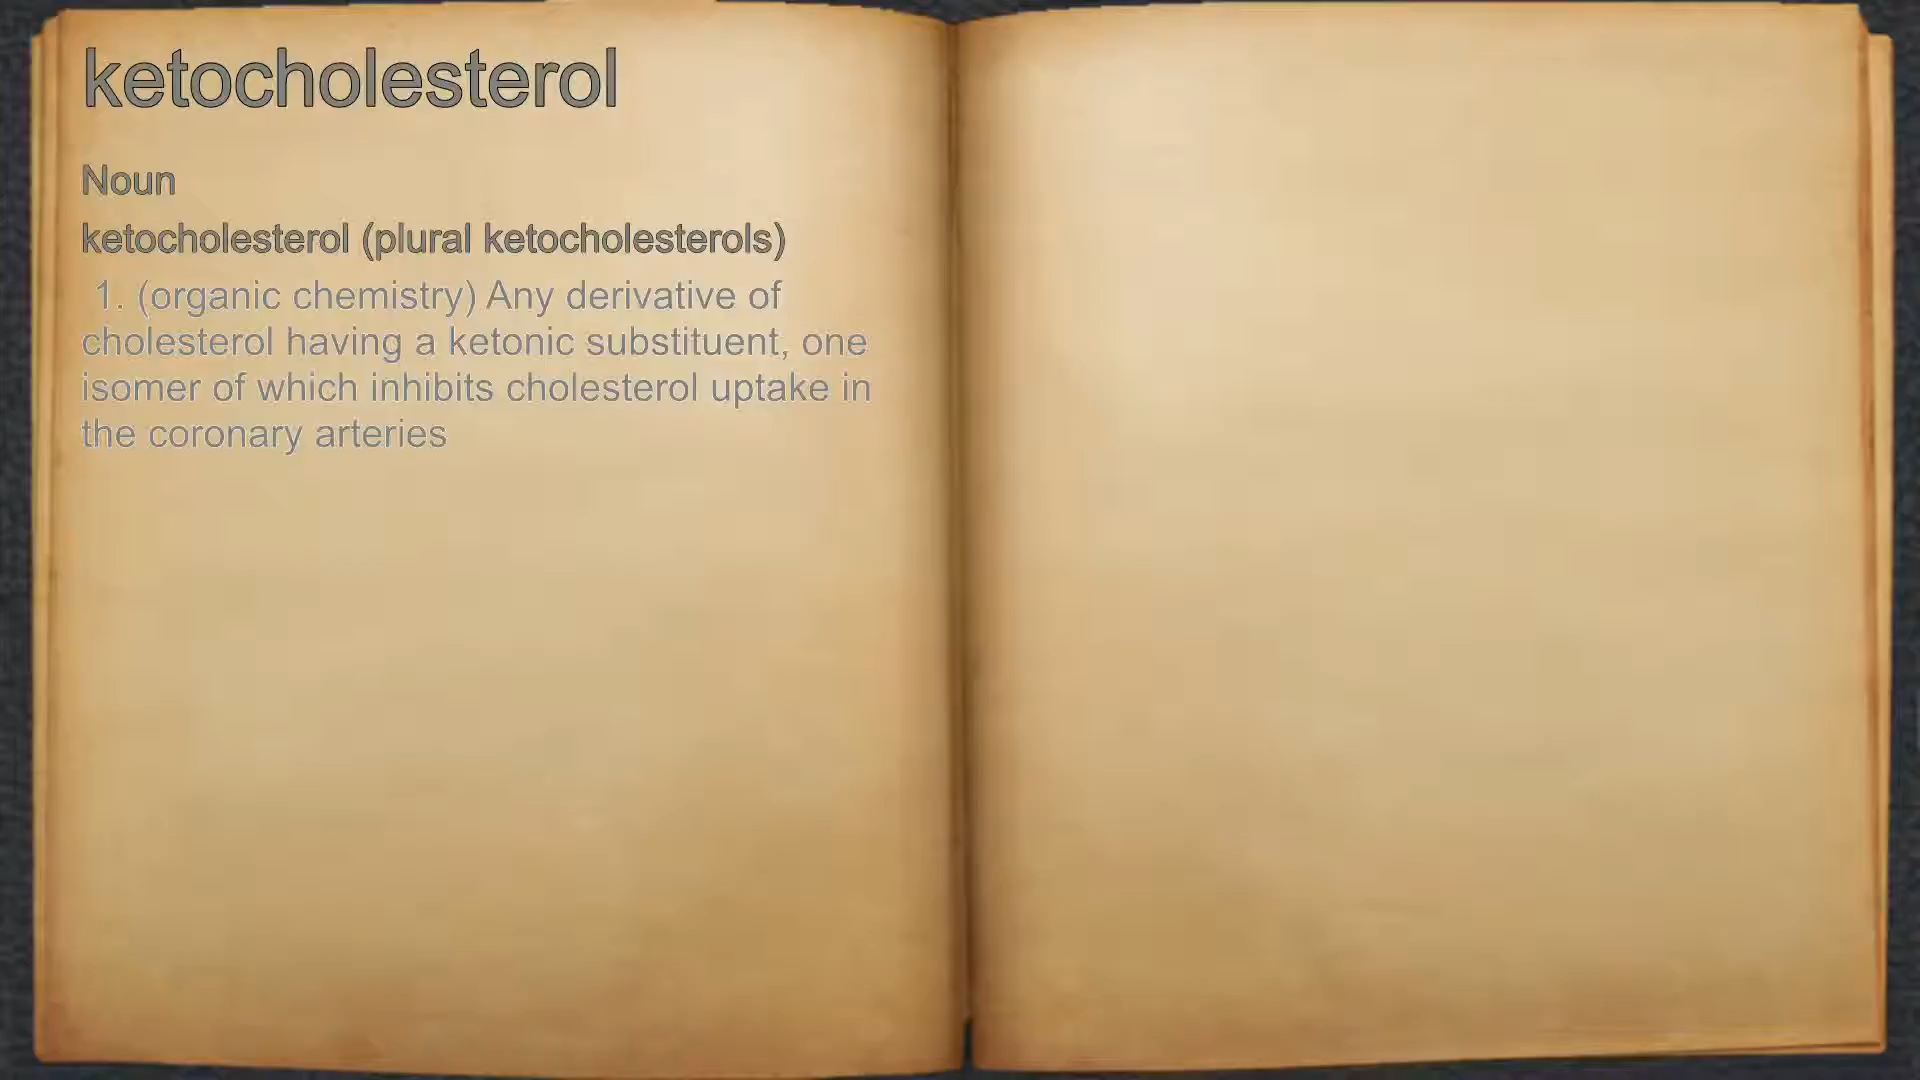 ketocholesterol
Noun
ketocholesterol (plural ketocholesterols)
1. (organic chemistry) Any derivative of
cholesterol having a ketonic substituent, one
isomer of which inhibits cholesterol uptake in
the coronary arteries